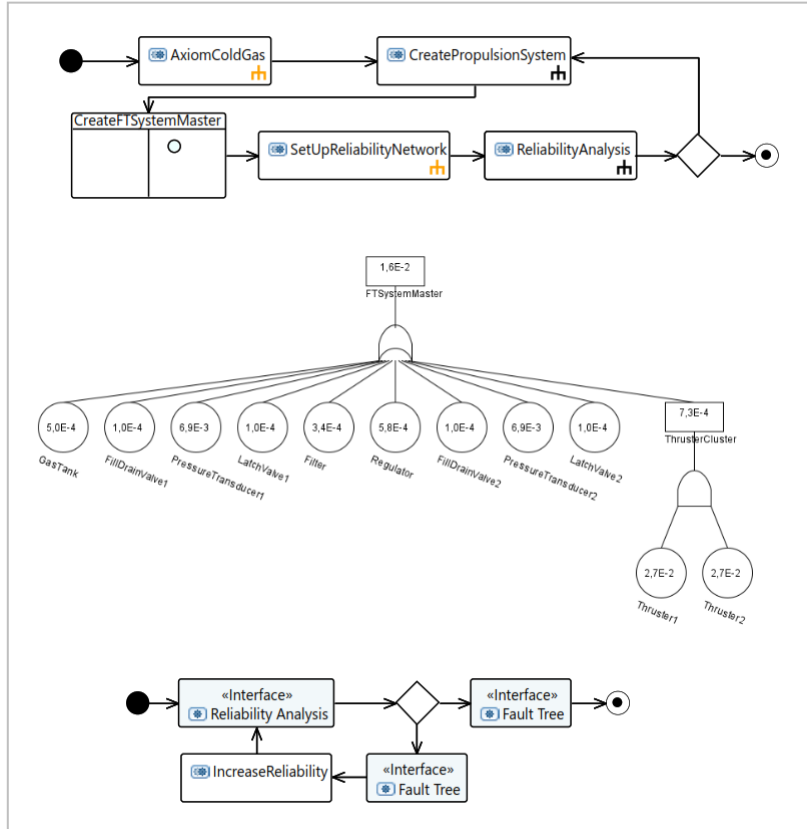 AxiomColdGas
CreatePropulsionSystem
CreateFTSystemMaster
SetUpReliabilityNetwork
ReliabilityAnalysis
1,6E-2
FTSystemMaster
5,0E-4
1,0E-4
6,9E-3
1,0E-4
3,4E-4
5,8E-4
1,0E-4
6,9E-3
1,0E-4
7,3E-4
GasTank
FillDrainValve1
PressureTransducer1
LatchValve1
Filter
Regulator
FillDrainValve2
PressureTransducer2
LatchValve2
ThrusterCluster
2,7E-2
2,7E-2
Thruster1
Thruster2
«Interface»
Reliability Analysis
«Interface»
Fault Tree
IncreaseReliability
«Interface»
Fault Tree